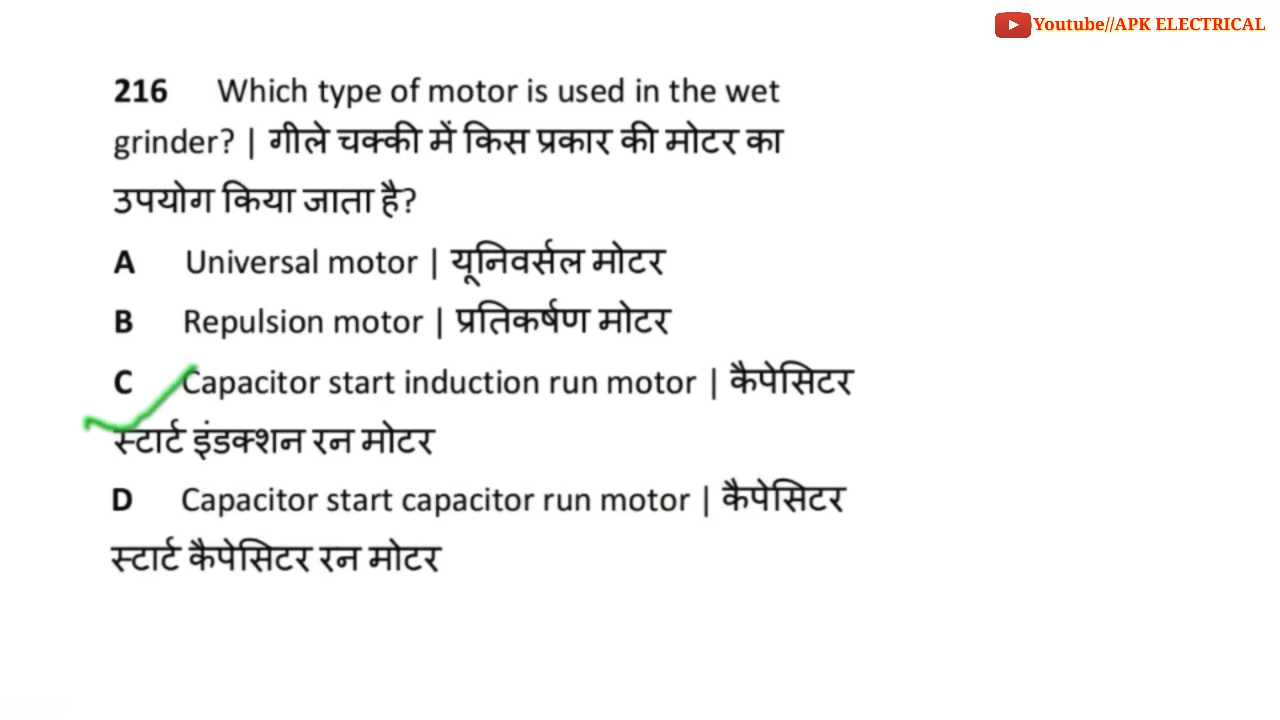 Youtube//APK ELECTRICAL
216 Which type of motor is used in the wet
grinder? | गीले चक्की में किस प्रकार की मोटर का
उपयोग किया जाता है?
A Universal motor | यूनिवर्सल मोटर
B Repulsion motor | प्रतिकर्षण मोटर
C Capacitor start induction run motor | कैपेसिटर
स्टार्ट इंडक्शन रन मोटर
D Capacitor start capacitor run motor | कैपेसिटर
स्टार्ट कैपेसिटर रन मोटर